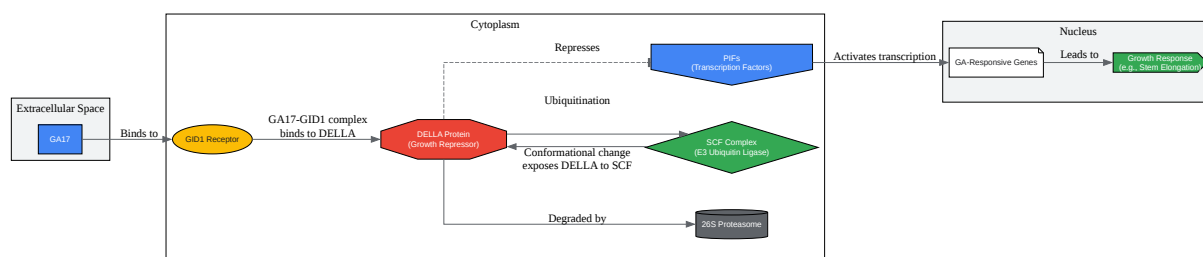 Extracellular Space
GA17
Binds to
Cytoplasm
GID1 Receptor
GA17-GID1 complex
binds to DELLA
DELLA Protein
(Growth Repressor)
Represses
PIFs
(Transcription Factors)
Ubiquitination
SCF Complex
(E3 Ubiquitin Ligase)
Conformational change
exposes DELLA to SCF
Degraded by
26S Proteasome
Activates transcription
Nucleus
GA-Responsive Genes
Leads to
Growth Response
(e.g., Stem Elongation)